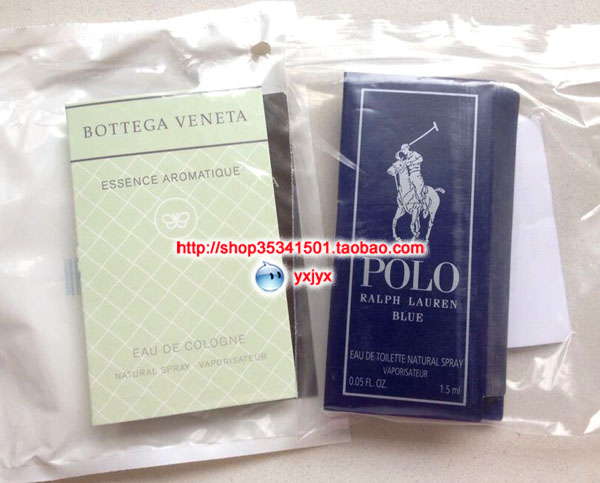 BOTTEGA VENETA
ESSENCE AROMATIQUE
EAU DE COLOGNE
NATURAL SPRAY - VAPORISATEUR
http://shop35341501.taobao.com/
yxjyx
POLO
RALPH LAUREN
BLUE
EAU DE TOILETTE NATURAL SPRAY
VAPORISATEUR
0.05 FL. OZ. 1.5 ml